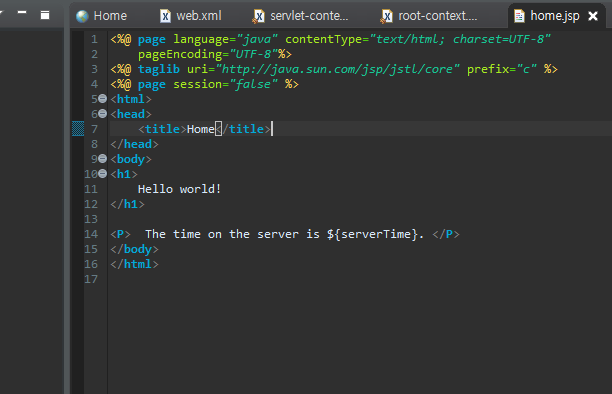 Home web.xml servlet-conte... root-context.... home.jsp
1 <%@ page language="java" contentType="text/html; charset=UTF-8"
2     pageEncoding="UTF-8"%>
3 <%@ taglib uri="http://java.sun.com/jsp/jstl/core" prefix="c" %>
4 <%@ page session="false" %>
5 <html>
6 <head>
7     <title>Home</title>
8 </head>
9 <body>
10 <h1>
11     Hello world!
12 </h1>
13
14 <P>  The time on the server is ${serverTime}. </P>
15 </body>
16 </html>
17